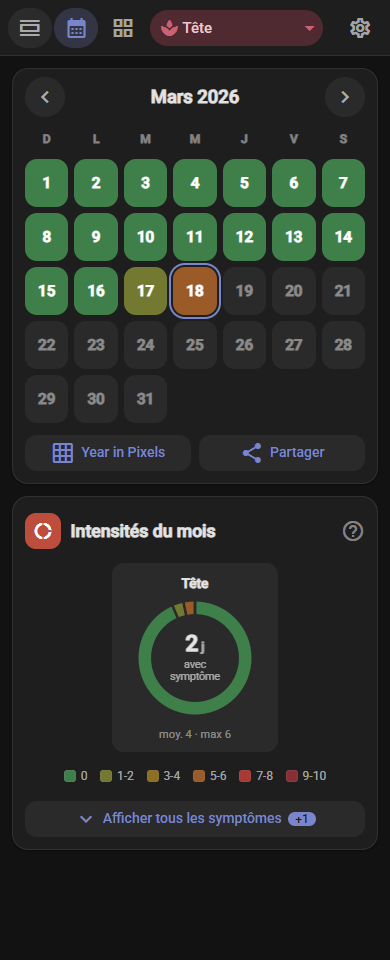 Tête
Mars 2026
D L M M J V S
1 2 3 4 5 6 7
8 9 10 11 12 13 14
15 16 17 18 19 20 21
22 23 24 25 26 27 28
29 30 31
Year in Pixels Partager
Intensités du mois
Tête
2 j
avec
symptôme
moy. 4 · max 6
0 1-2 3-4 5-6 7-8 9-10
Afficher tous les symptômes +1